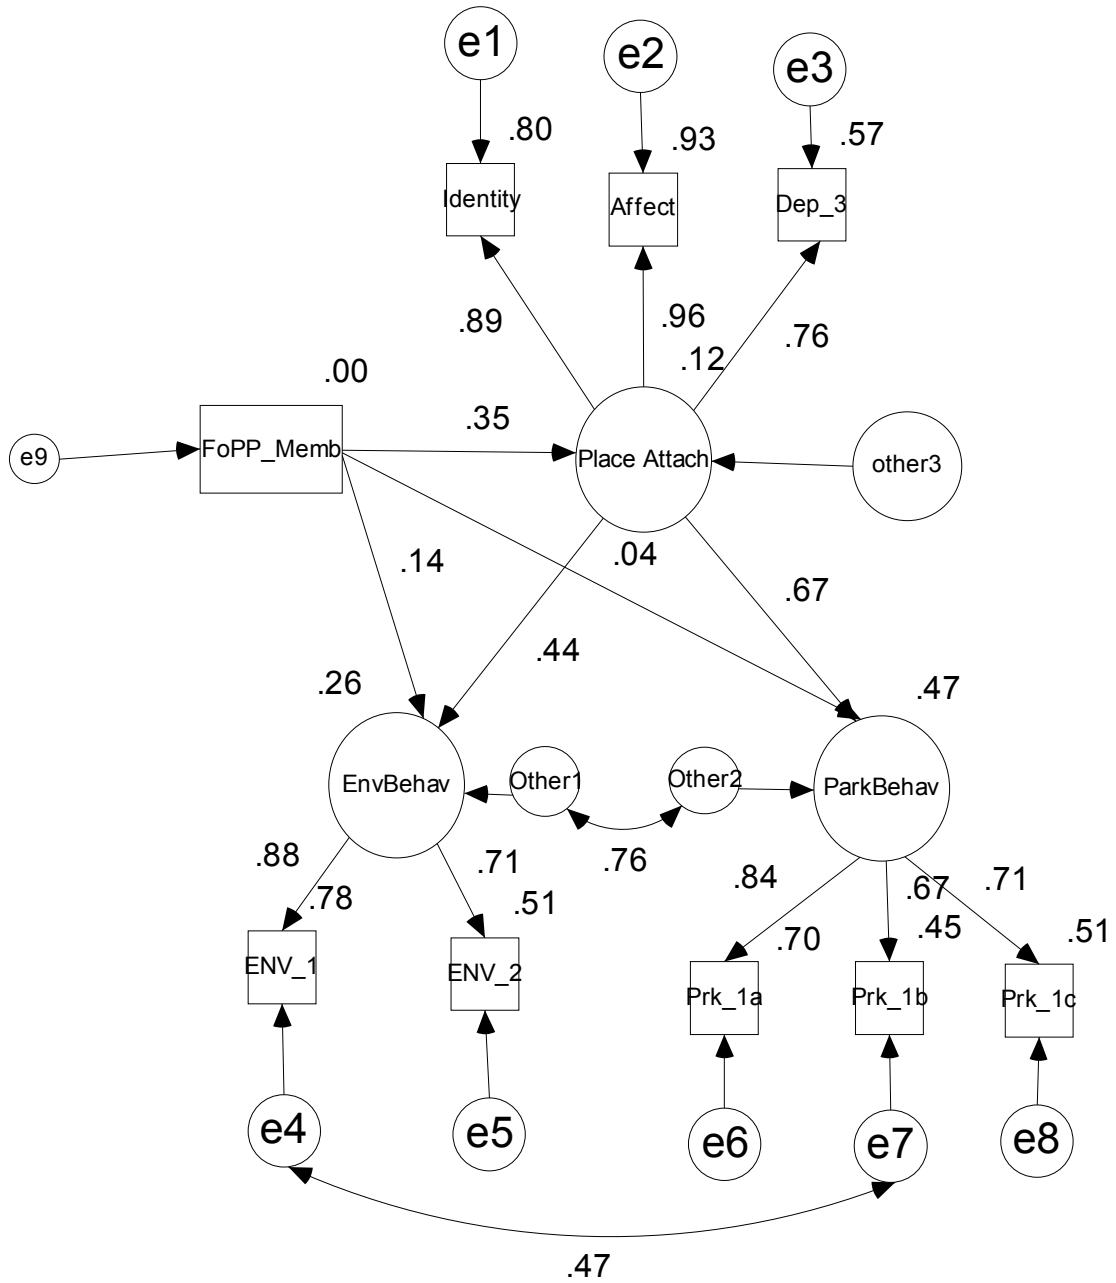 e1
e2
e3
.80
.93
.57
Identity
Affect
Dep_3
.89
.96
.76
.12
.00
.35
e9
FoPP_Memb
Place Attach
other3
.14
.04
.67
.44
.26
.47
EnvBehav
Other1
Other2
ParkBehav
.76
.88
.71
.84
.67
.71
.78
.51
.70
.45
.51
ENV_1
ENV_2
Prk_1a
Prk_1b
Prk_1c
e4
e5
e6
e7
e8
.47